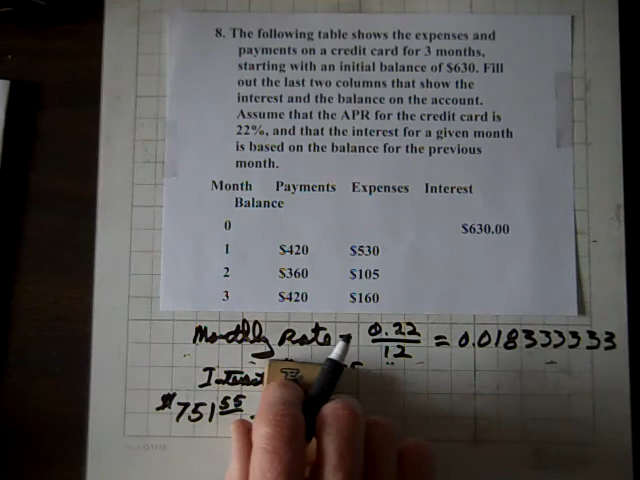 8. The following table shows the expenses and
payments on a credit card for 3 months,
starting with an initial balance of $630. Fill
out the last two columns that show the
interest and the balance on the account.
Assume that the APR for the credit card is
22%, and that the interest for a given month
is based on the balance for the previous
month.
Month Payments Expenses Interest
Balance
0 $630.00
1 $420 $530
2 $360 $105
3 $420 $160
Monthly Rate = 0.22/12 = 0.018333333
Interest
$751 55